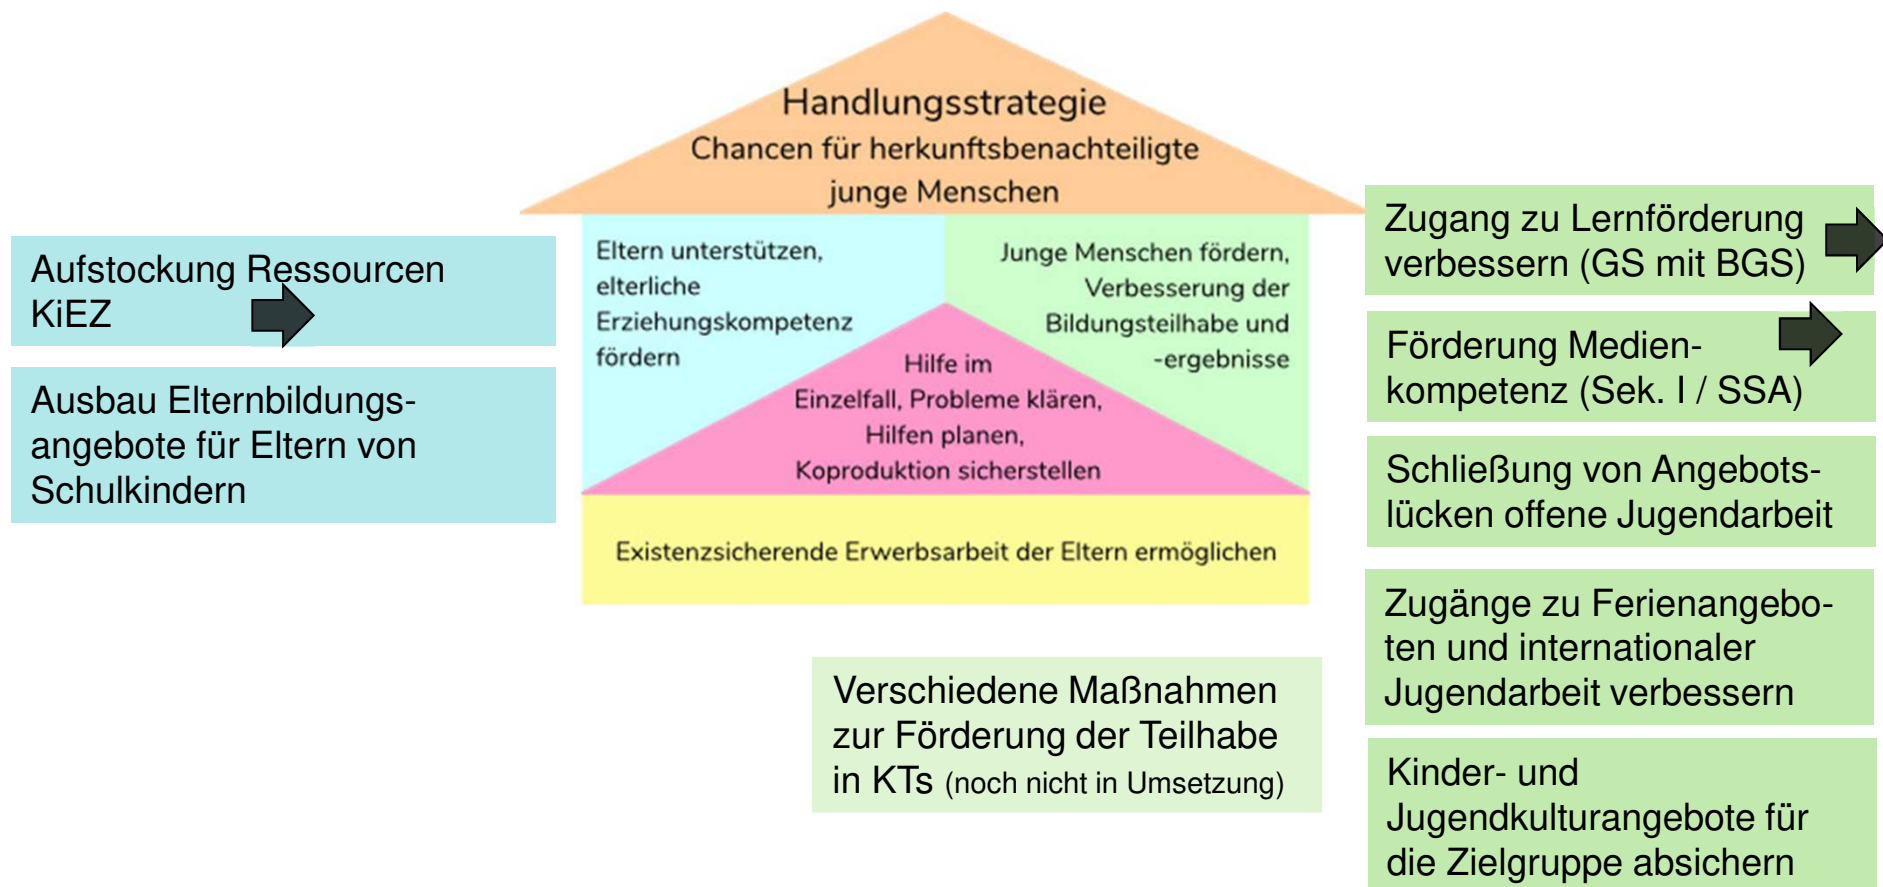 Handlungsstrategie
Chancen für herkunftsbenachteiligte
junge Menschen
Eltern unterstützen,
elterliche
Erziehungskompetenz
fördern
Junge Menschen fördern,
Verbesserung der
Bildungsteilhabe und
-ergebnisse
Hilfe im
Einzelfall, Probleme klären,
Hilfen planen,
Koproduktion sicherstellen
Existenzsicherende Erwerbsarbeit der Eltern ermöglichen
Aufstockung Ressourcen
KiEZ
Ausbau Elternbildungs-
angebote für Eltern von
Schulkindern
Zugang zu Lernförderung
verbessern (GS mit BGS)
Förderung Medien-
kompetenz (Sek. I / SSA)
Schließung von Angebots-
lücken offene Jugendarbeit
Zugänge zu Ferienangebo-
ten und internationaler
Jugendarbeit verbessern
Kinder- und
Jugendkulturangebote für
die Zielgruppe absichern
Verschiedene Maßnahmen
zur Förderung der Teilhabe
in KTs (noch nicht in Umsetzung)